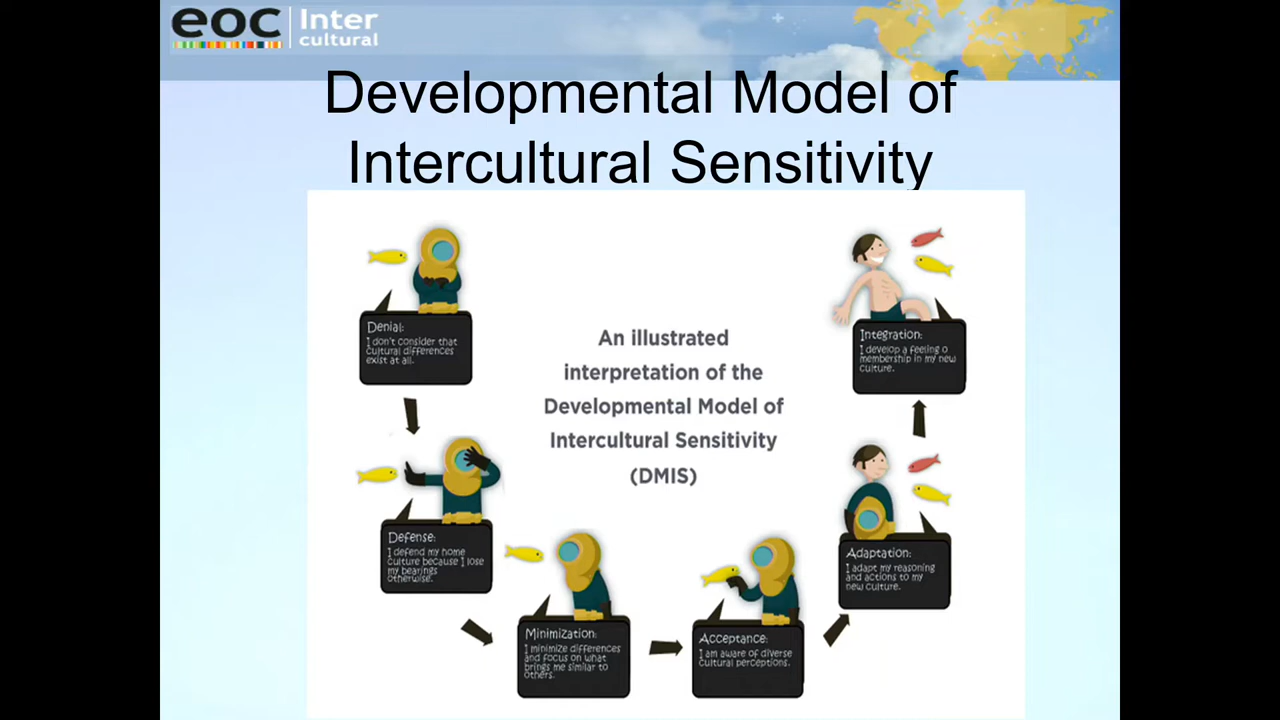 eoc Inter
cultural
Developmental Model of
Intercultural Sensitivity
Denial:
I don't consider that
cultural differences
exist at all.
Defense:
I defend my home
culture because I lose
my bearings
otherwise.
Minimization:
I minimize differences
and focus on what
brings me similar to
others.
Acceptance:
I am aware of diverse
cultural perceptions.
Adaptation:
I adapt my reasoning
and actions to my
new culture.
Integration:
I develop a feeling o
membership in my new
culture.
An illustrated
interpretation of the
Developmental Model of
Intercultural Sensitivity
(DMIS)